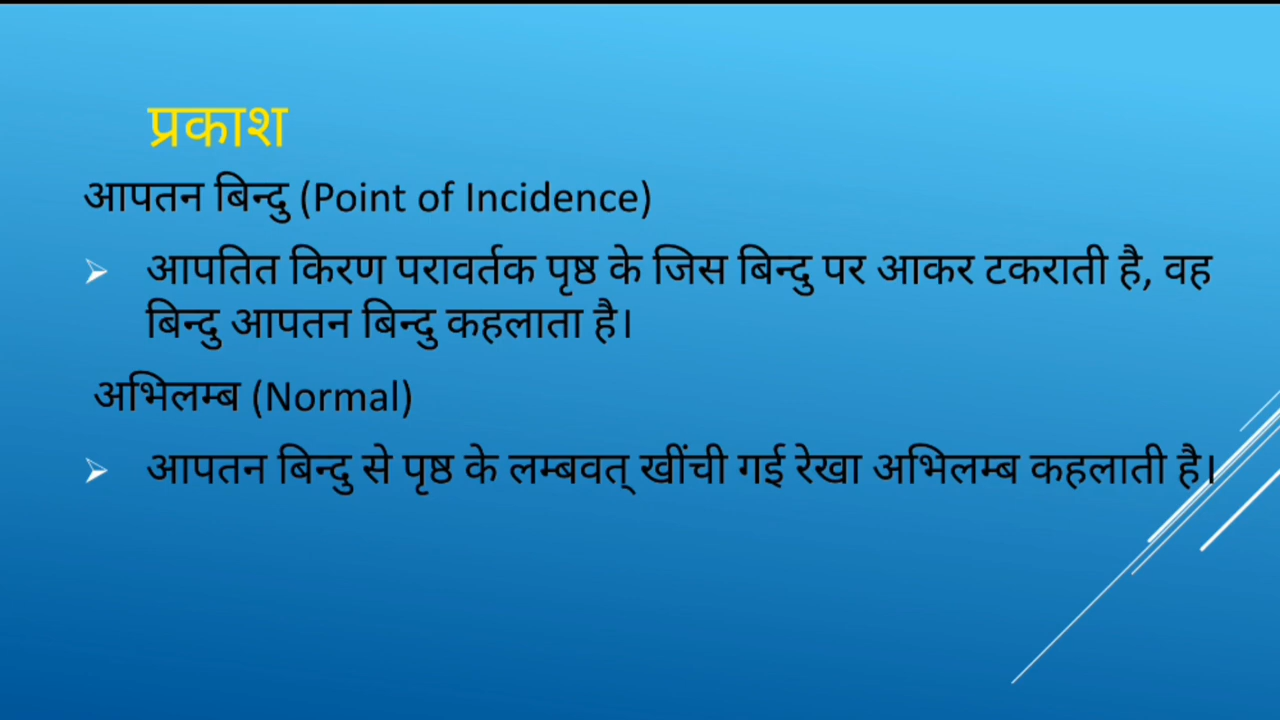 प्रकाश
आपतन बिन्दु (Point of Incidence)
आपतित किरण परावर्तक पृष्ठ के जिस बिन्दु पर आकर टकराती है, वह
बिन्दु आपतन बिन्दु कहलाता है।
अभिलम्ब (Normal)
आपतन बिन्दु से पृष्ठ के लम्बवत् खींची गई रेखा अभिलम्ब कहलाती है।